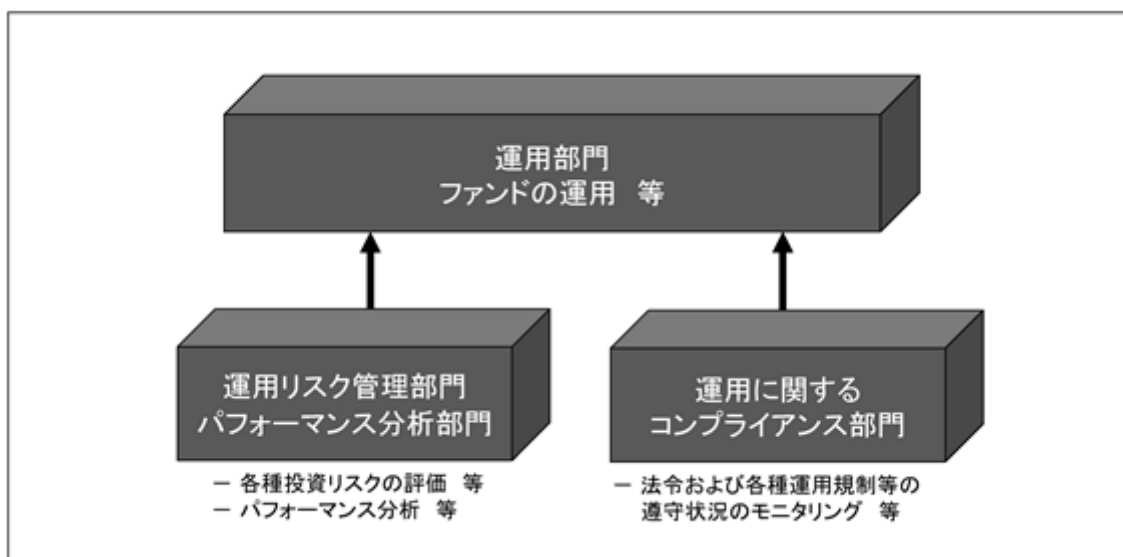 運用部門
ファンドの運用　等
運用リスク管理部門
パフォーマンス分析部門
運用に関する
コンプライアンス部門
－ 各種投資リスクの評価　等
－ パフォーマンス分析　等
－ 法令および各種運用規制等の
遵守状況のモニタリング　等